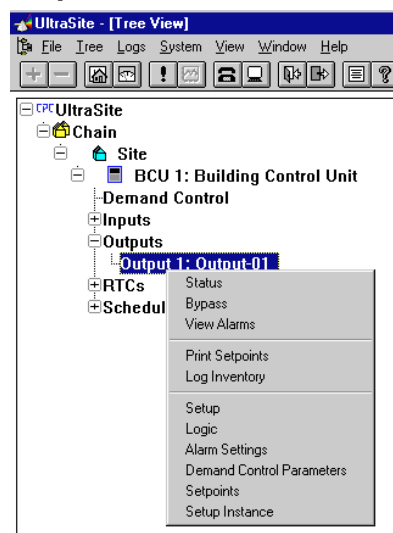 UltraSite - [Tree View]
File Tree Logs System View Window Help
CPC UltraSite
Chain
Site
BCU 1: Building Control Unit
Demand Control
Inputs
Outputs
Output 1: Output-01
RTCs
Schedul
Status
Bypass
View Alarms
Print Setpoints
Log Inventory
Setup
Logic
Alarm Settings
Demand Control Parameters
Setpoints
Setup Instance